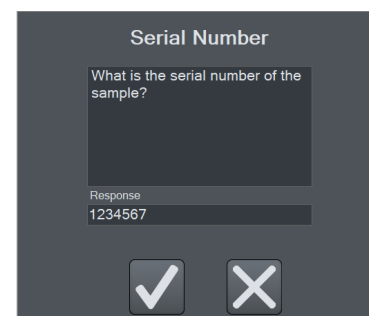 Serial Number
What is the serial number of the
sample?
Response
1234567